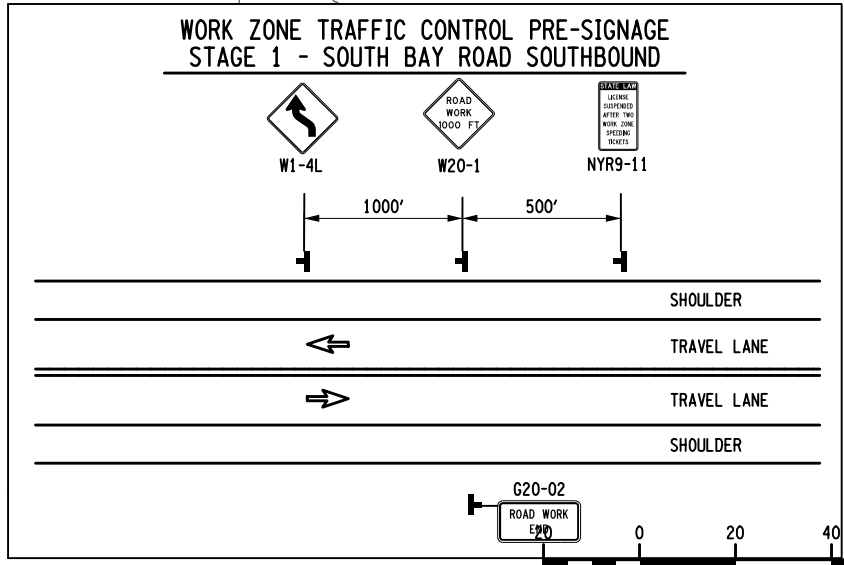 WORK ZONE TRAFFIC CONTROL PRE-SIGNAGE
STAGE 1 - SOUTH BAY ROAD SOUTHBOUND
ROAD
WORK
1000 FT
STATE LAW
LICENSE
SUSPENDED
AFTER TWO
WORK ZONE
SPEEDING
TICKETS
W1-4L
W20-1
NYR9-11
1000'
500'
SHOULDER
TRAVEL LANE
TRAVEL LANE
SHOULDER
G20-02
ROAD WORK
END
20
0
20
40